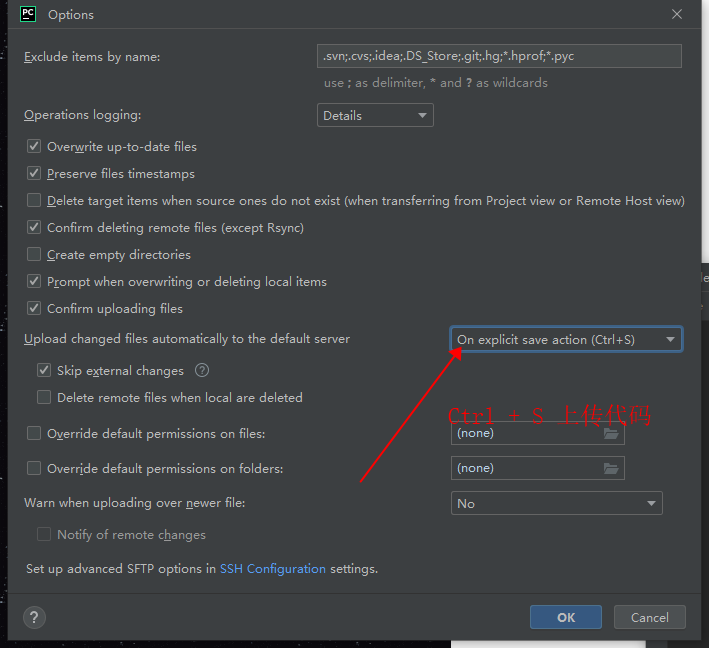 PC Options
Exclude items by name: .svn;.cvs;.idea;.DS_Store;.git;.hg;*.hprof;*.pyc
use ; as delimiter, * and ? as wildcards
Operations logging: Details
Overwrite up-to-date files
Preserve files timestamps
Delete target items when source ones do not exist (when transferring from Project view or Remote Host view)
Confirm deleting remote files (except Rsync)
Create empty directories
Prompt when overwriting or deleting local items
Confirm uploading files
Upload changed files automatically to the default server On explicit save action (Ctrl+S)
Skip external changes ?
Delete remote files when local are deleted
Ctrl + S 上传代码
Override default permissions on files: (none)
Override default permissions on folders: (none)
Warn when uploading over newer file: No
Notify of remote changes
Set up advanced SFTP options in SSH Configuration settings.
? OK Cancel